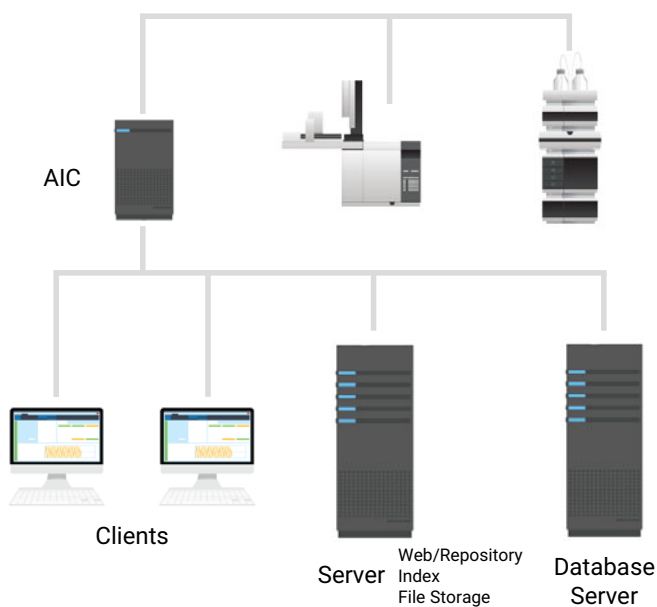 AIC
Clients
Server
Web/Repository
Index
File Storage
Database
Server